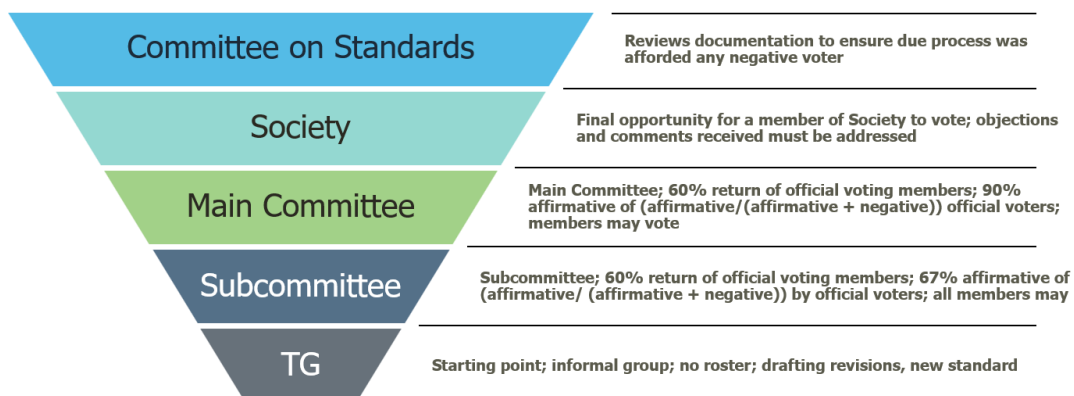 Committee on Standards
Reviews documentation to ensure due process was
afforded any negative voter
Society
Final opportunity for a member of Society to vote; objections
and comments received must be addressed
Main Committee
Main Committee; 60% return of official voting members; 90%
affirmative of (affirmative/(affirmative + negative)) official voters;
members may vote
Subcommittee
Subcommittee; 60% return of official voting members; 67% affirmative of
(affirmative/ (affirmative + negative)) by official voters; all members may
TG
Starting point; informal group; no roster; drafting revisions, new standard